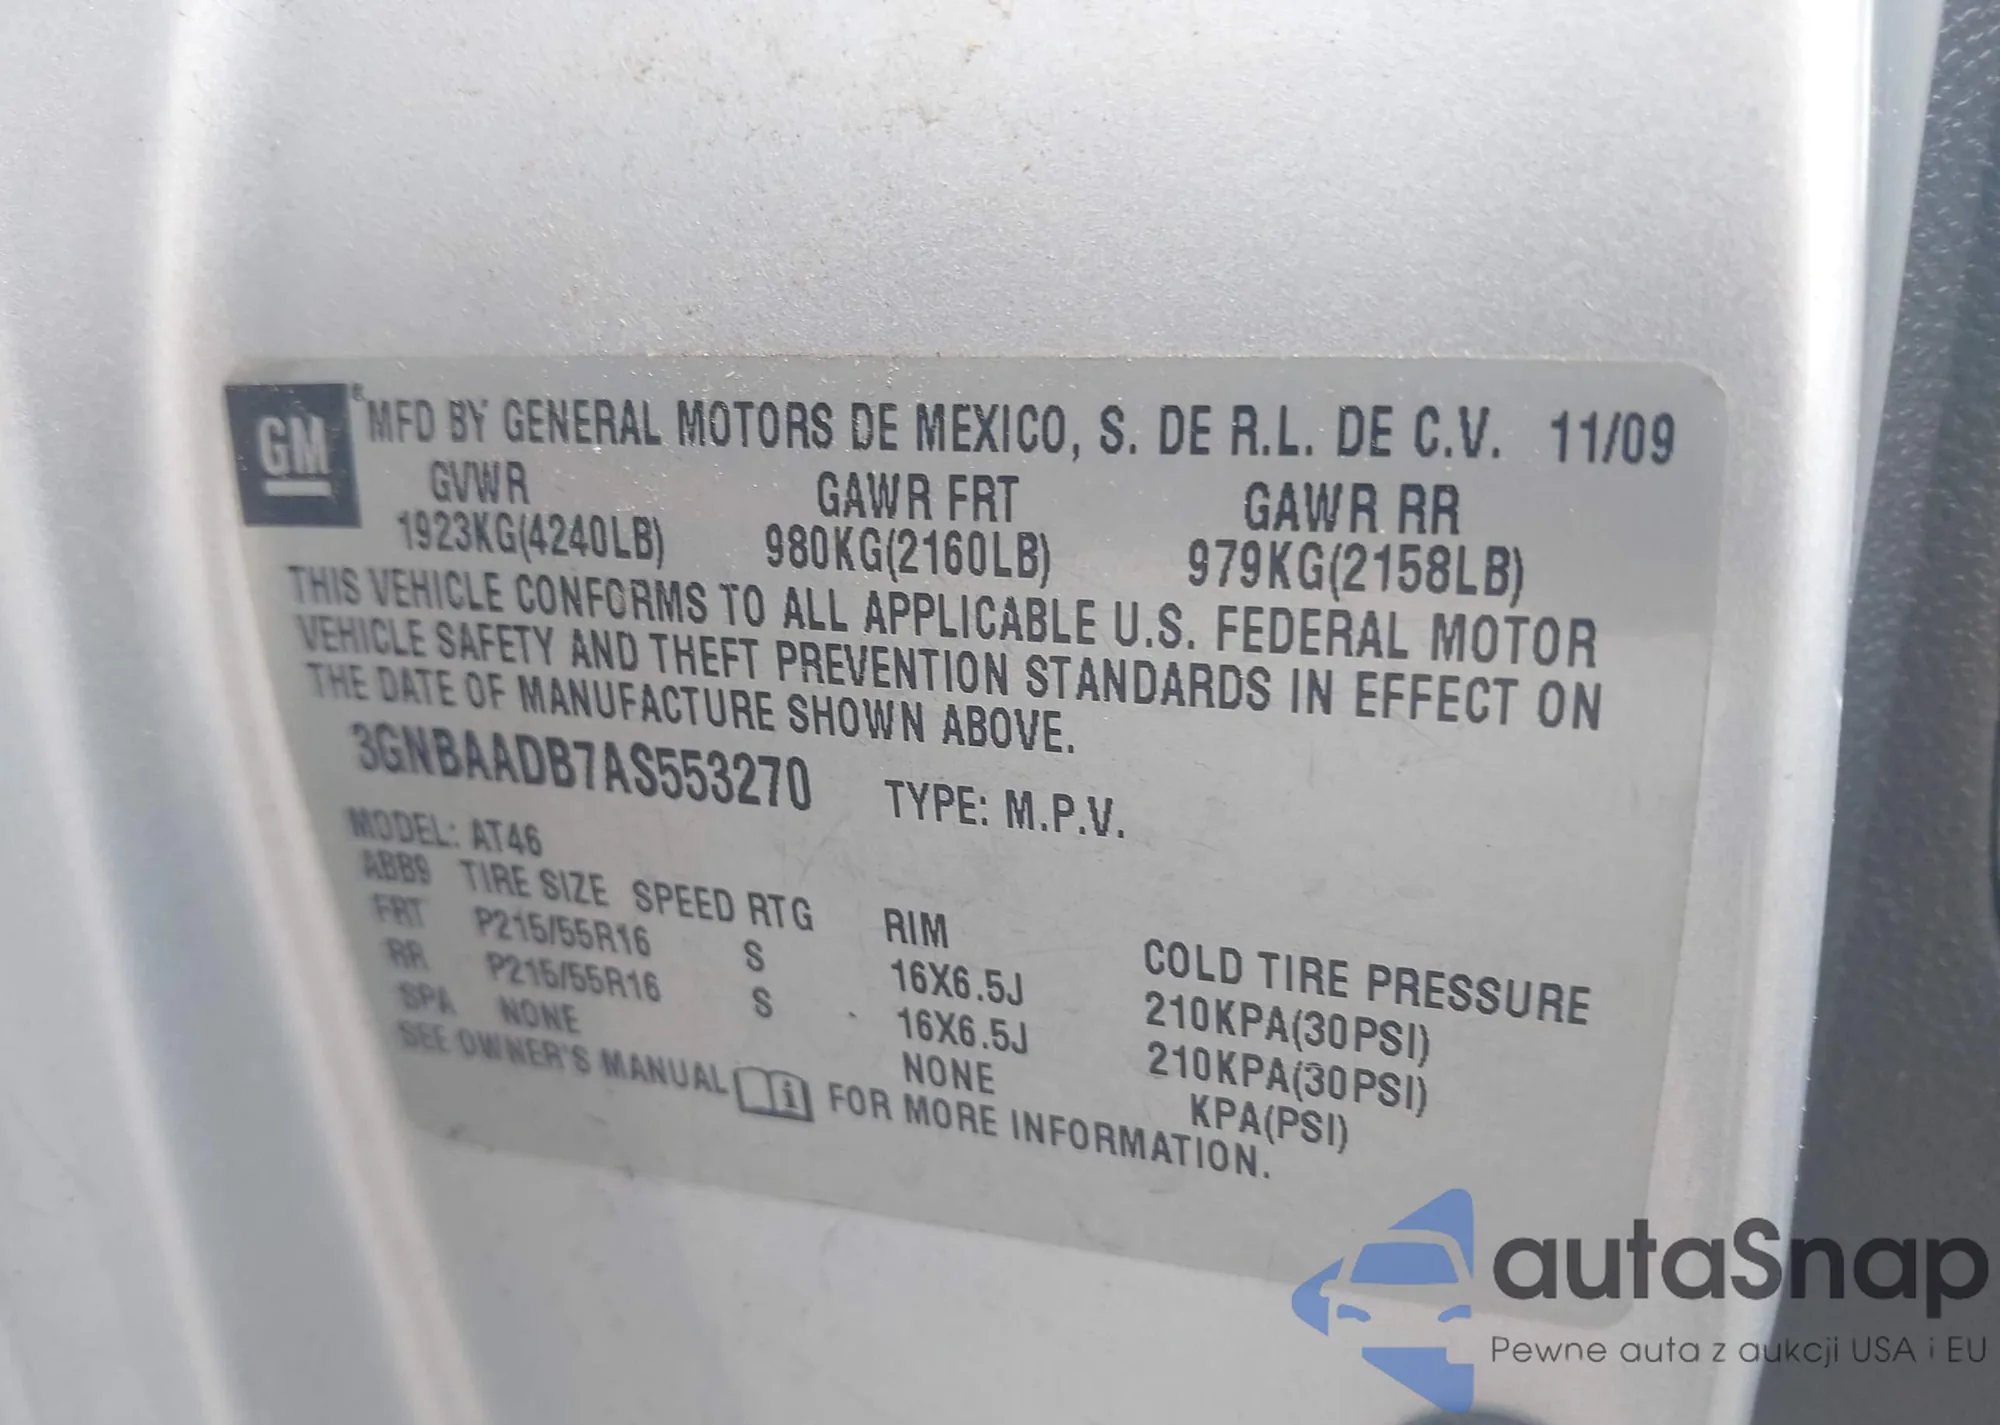 GM® MFD BY GENERAL MOTORS DE MEXICO, S. DE R.L. DE C.V. 11/09
GVWR GAWR FRT GAWR RR
1923KG(4240LB) 980KG(2160LB) 979KG(2158LB)
THIS VEHICLE CONFORMS TO ALL APPLICABLE U.S. FEDERAL MOTOR
VEHICLE SAFETY AND THEFT PREVENTION STANDARDS IN EFFECT ON
THE DATE OF MANUFACTURE SHOWN ABOVE.
3GNBAADB7AS553270 TYPE: M.P.V.
MODEL: AT46
ABB9 TIRE SIZE SPEED RTG RIM COLD TIRE PRESSURE
FRT P215/55R16 S 16X6.5J 210KPA(30PSI)
RR P215/55R16 S 16X6.5J 210KPA(30PSI)
SPA NONE NONE KPA(PSI)
SEE OWNER'S MANUAL i FOR MORE INFORMATION.
autaSnap
Pewne auta z aukcji USA i EU